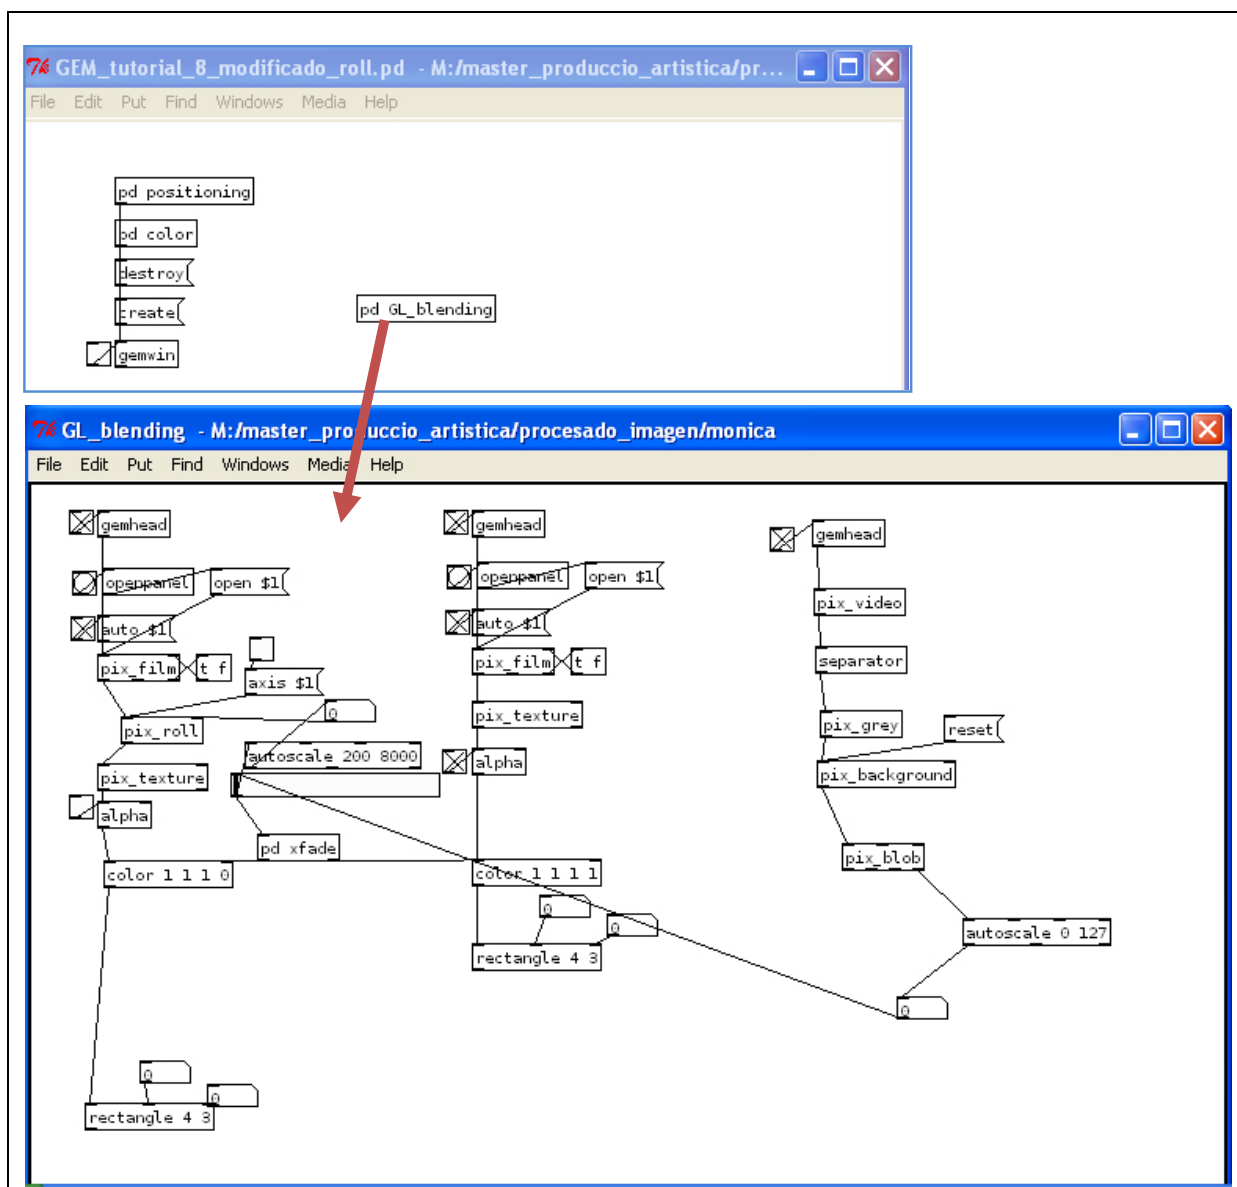 GEM_tutorial_8_modificado_roll.pd - M:/master_produccio_artistica/pr...
File Edit Put Find Windows Media Help
pd positioning
pd color
destroy
create
pd GL_blending
gemwin
GL_blending - M:/master_produccio_artistica/procesado_imagen/monica
File Edit Put Find Windows Media Help
gemhead
openpanel
open $1
auto $1
pix_film
t f
axis $1
0
pix_roll
autoscale 200 8000
pix_texture
alpha
pd xfade
color 1 1 1 0
0
0
rectangle 4 3
gemhead
openpanel
open $1
auto $1
pix_film
t f
pix_texture
alpha
color 1 1 1 1
0
0
rectangle 4 3
gemhead
pix_video
separator
pix_grey
reset
pix_background
pix_blob
autoscale 0 127
0